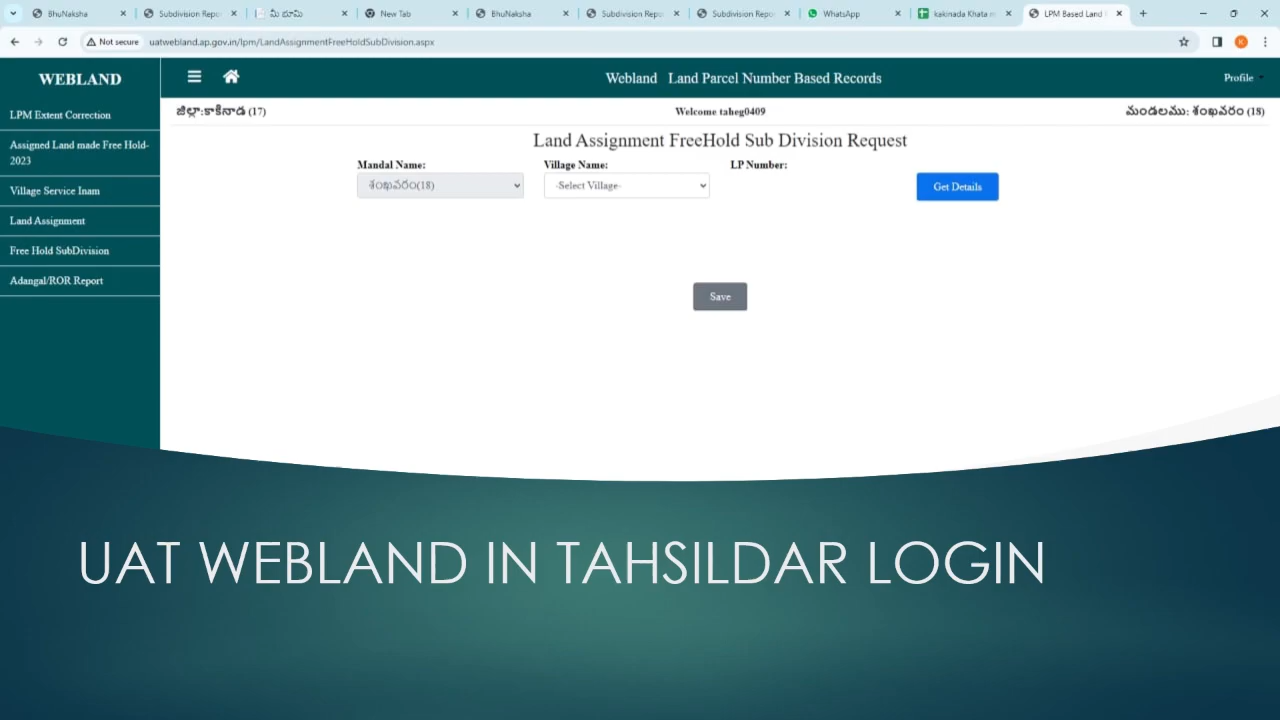 BhuNaksha
Subdivision Repo
మీ భూమి
New Tab
BhuNaksha
Subdivision Repo
Subdivision Repo
WhatsApp
kakinada Khata m
LPM Based Land
Not secure
uatwebland.ap.gov.in/lpm/LandAssignmentFreeHoldSubDivision.aspx
K
WEBLAND
Webland Land Parcel Number Based Records
Profile
జిల్లా:కాకినాడ (17)
Welcome taheg0409
మండలము: శంఖవరం (18)
LPM Extent Correction
Assigned Land made Free Hold-
2023
Village Service Inam
Land Assignment
Free Hold SubDivision
Adangal/ROR Report
Land Assignment FreeHold Sub Division Request
Mandal Name:
Village Name:
LP Number:
శంఖవరం(18)
-Select Village-
Get Details
Save
UAT WEBLAND IN TAHSILDAR LOGIN